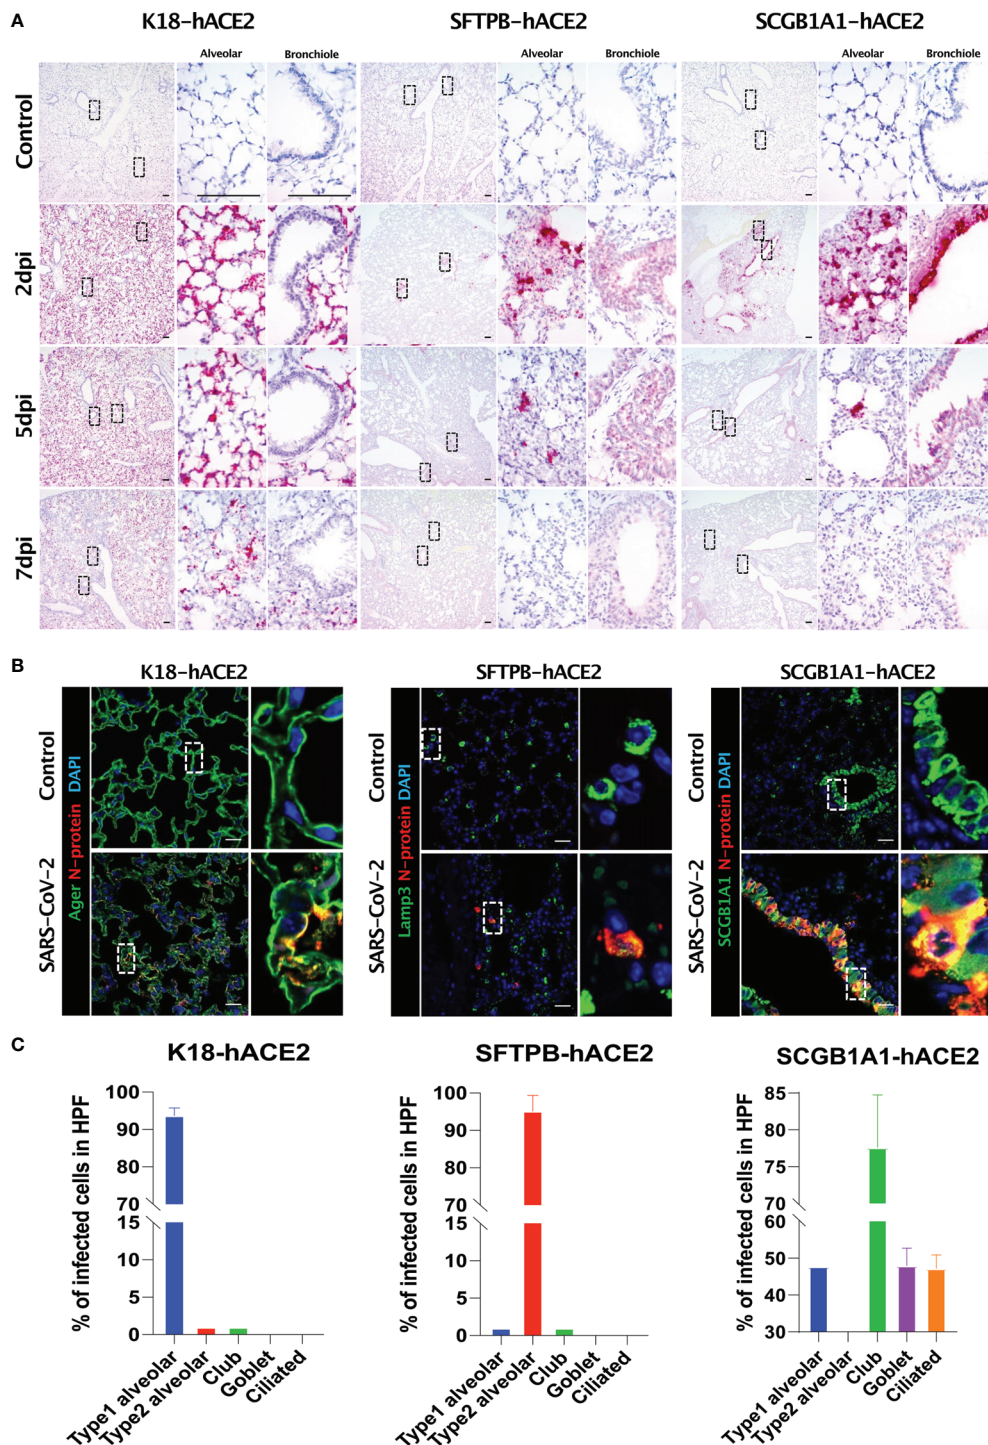 A
K18–hACE2 SFTPB–hACE2 SCGB1A1–hACE2
Alveolar Bronchiole Alveolar Bronchiole Alveolar Bronchiole
Control
2dpi
5dpi
7dpi
B
K18–hACE2 SFTPB–hACE2 SCGB1A1–hACE2
Ager N–protein DAPI
Control
SARS–CoV–2
Lamp3 N–protein DAPI
Control
SARS–CoV–2
SCGB1A1 N–protein DAPI
Control
SARS–CoV–2
C
K18-hACE2
% of infected cells in HPF
100
90
80
70
15
10
5
0
Type1 alveolar
Type2 alveolar
Club
Goblet
Ciliated
SFTPB-hACE2
% of infected cells in HPF
100
90
80
70
15
10
5
0
Type1 alveolar
Type2 alveolar
Club
Goblet
Ciliated
SCGB1A1-hACE2
% of infected cells in HPF
85
80
75
70
60
50
40
30
Type1 alveolar
Type2 alveolar
Club
Goblet
Ciliated